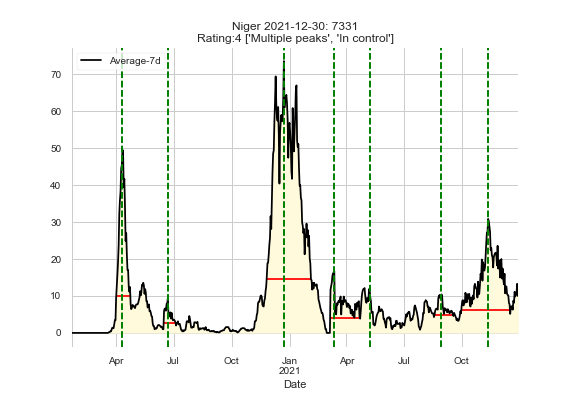 Niger 2021-12-30: 7331
Rating:4 ['Multiple peaks', 'In control']
Average-7d
70
60
50
40
30
20
10
0
Apr Jul Oct Jan Apr Jul Oct
2021
Date